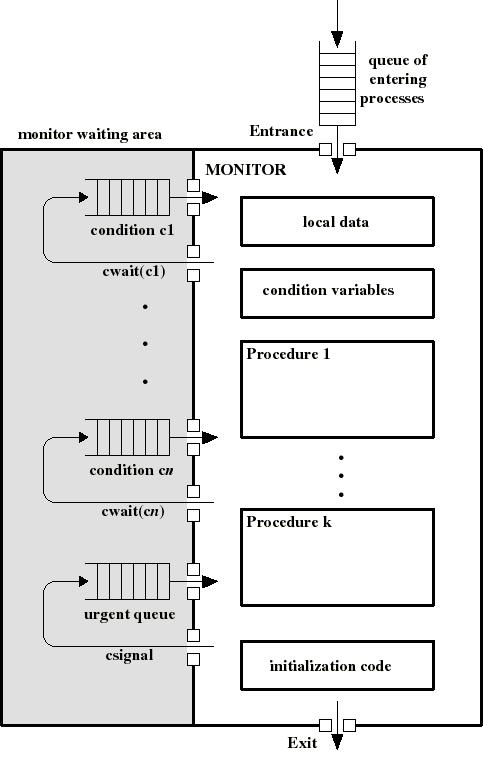 queue of
entering
processes
Entrance
monitor waiting area
MONITOR
condition c1
local data
cwait(c1)
condition variables
Procedure 1
condition cn
cwait(cn)
Procedure k
urgent queue
csignal
initialization code
Exit